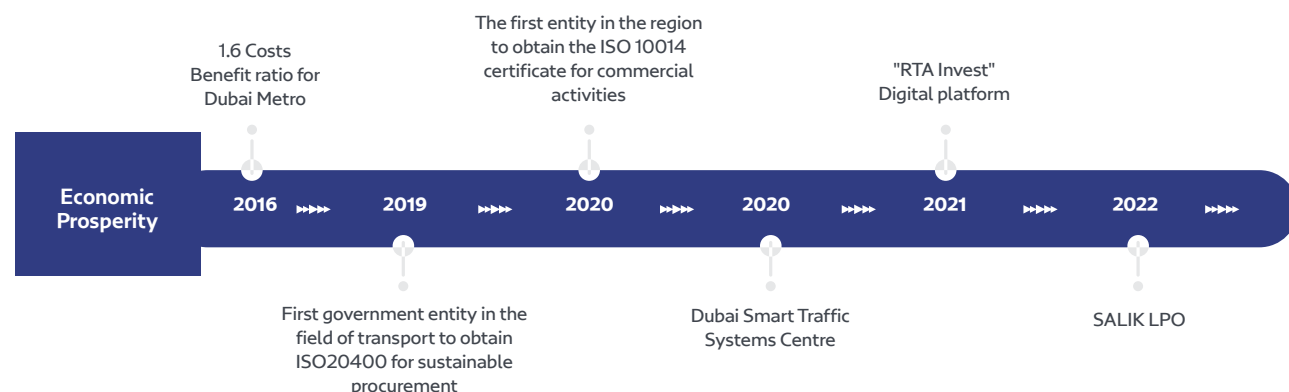 1.6 Costs
Benefit ratio for
Dubai Metro
The first entity in the region
to obtain the ISO 10014
certificate for commercial
activities
"RTA Invest"
Digital platform
Economic
Prosperity
2016
2019
2020
2020
2021
2022
First government entity in the
field of transport to obtain
ISO20400 for sustainable
procurement
Dubai Smart Traffic
Systems Centre
SALIK LPO